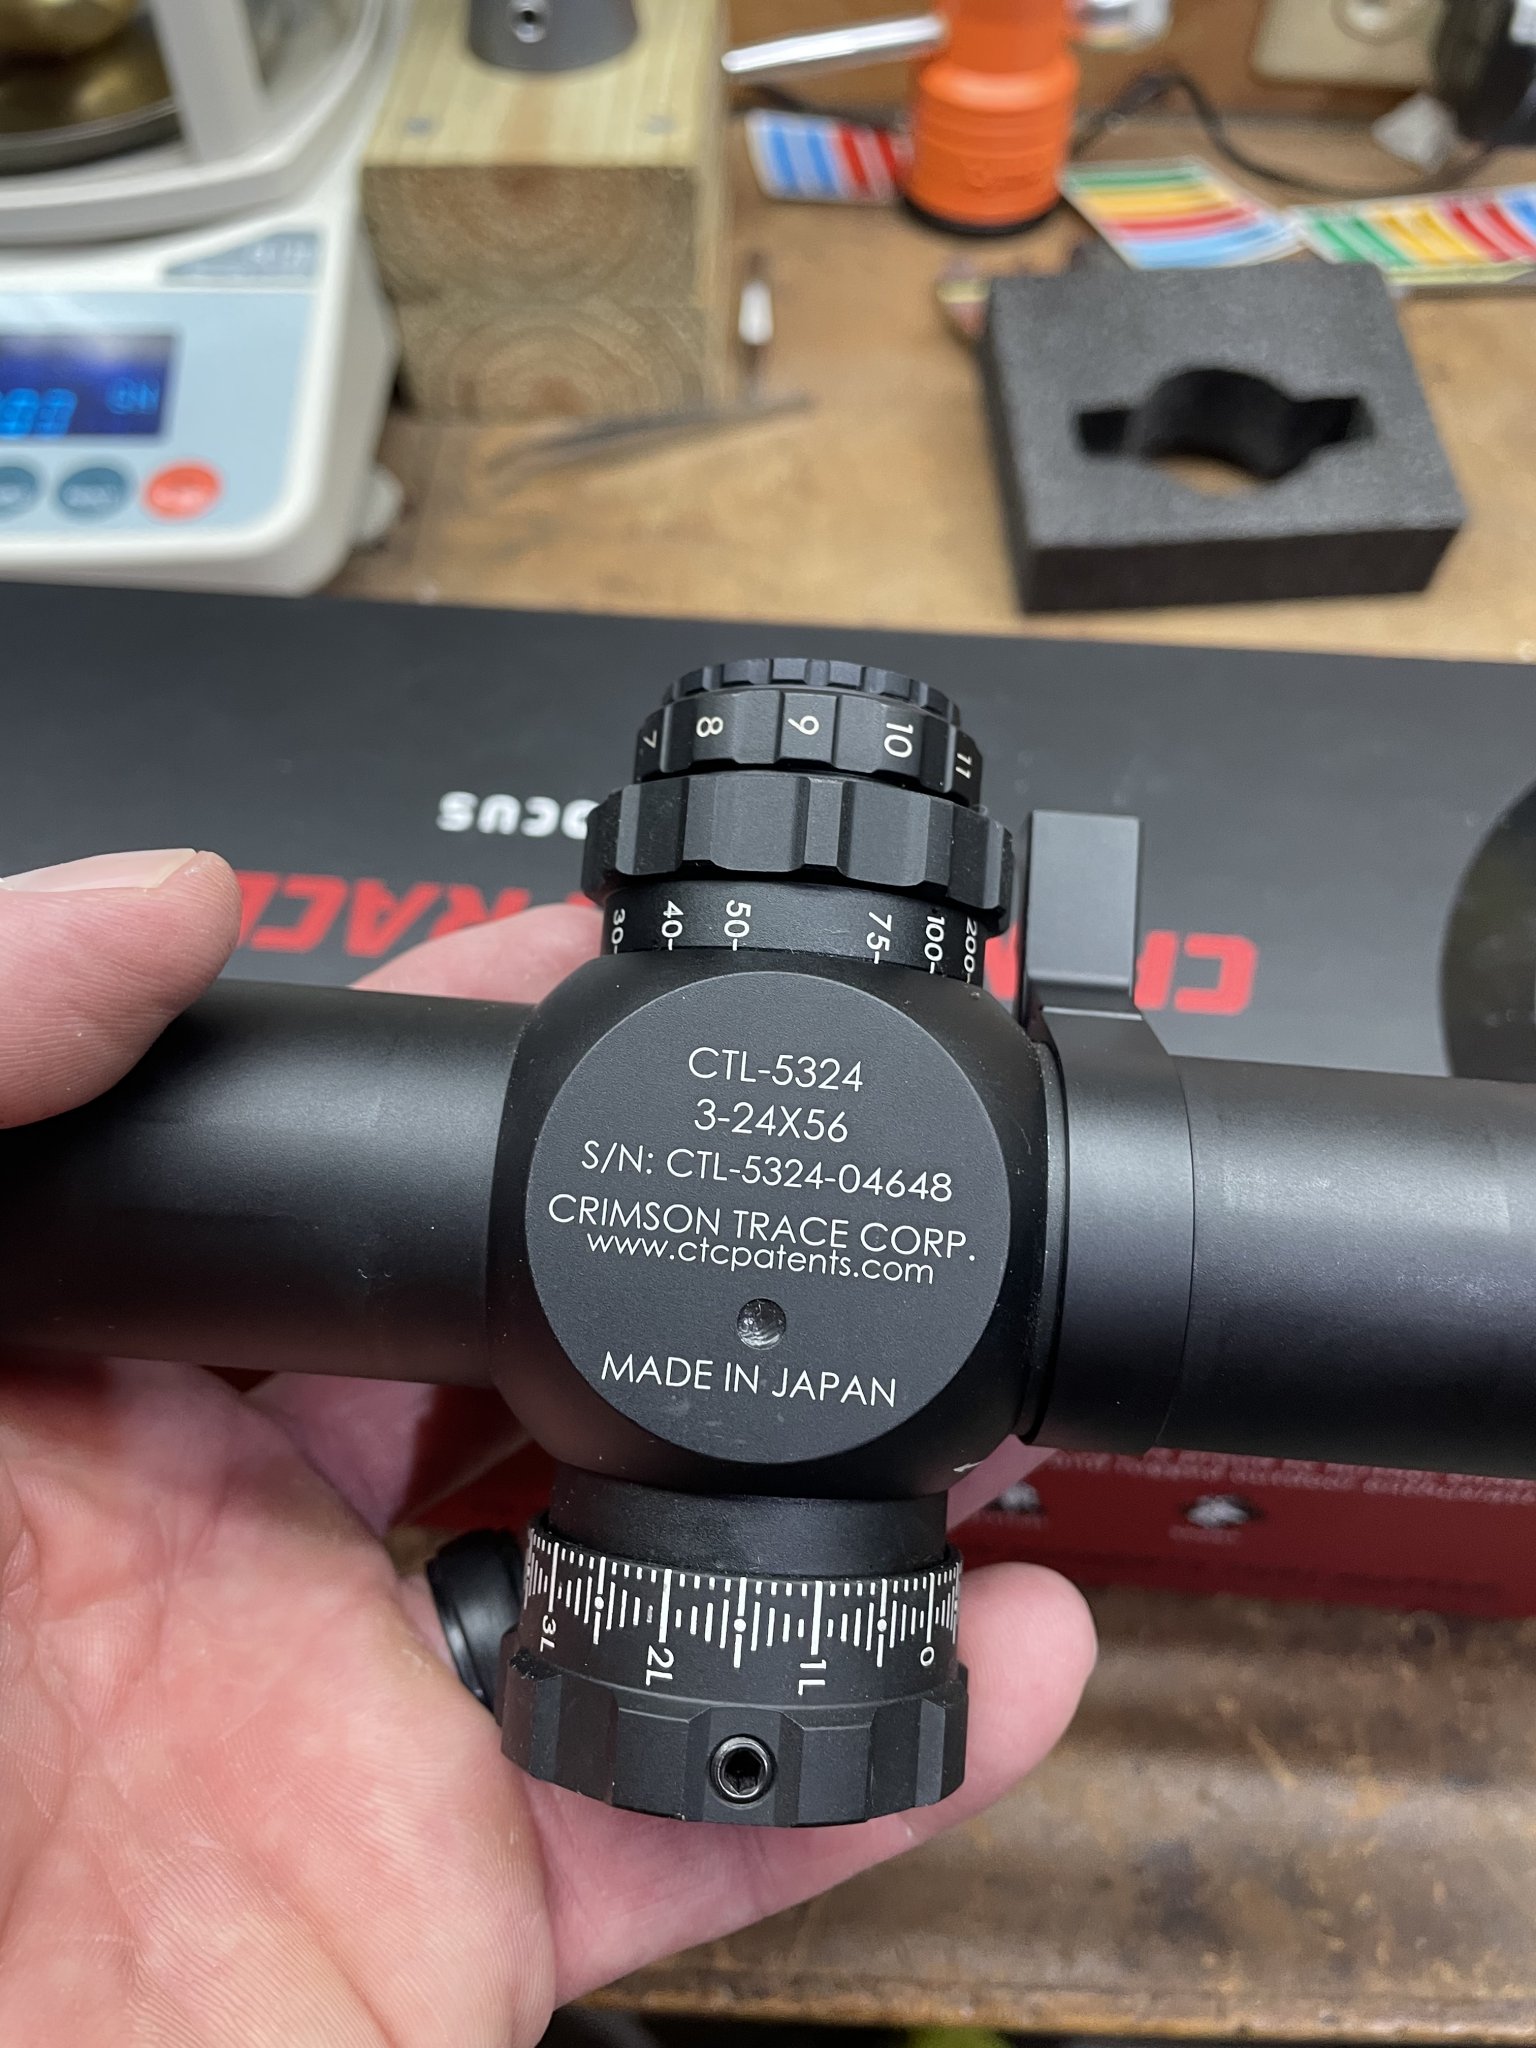 7 8 9 10 11
30- 40- 50- 75- 100- 200-
CTL-5324
3-24X56
S/N: CTL-5324-04648
CRIMSON TRACE CORP.
www.ctcpatents.com
MADE IN JAPAN
3L 2L 1L 0